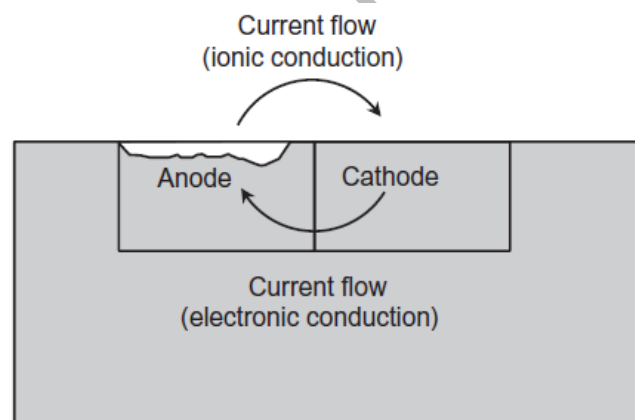 Current flow
(ionic conduction)
Anode
Cathode
Current flow
(electronic conduction)